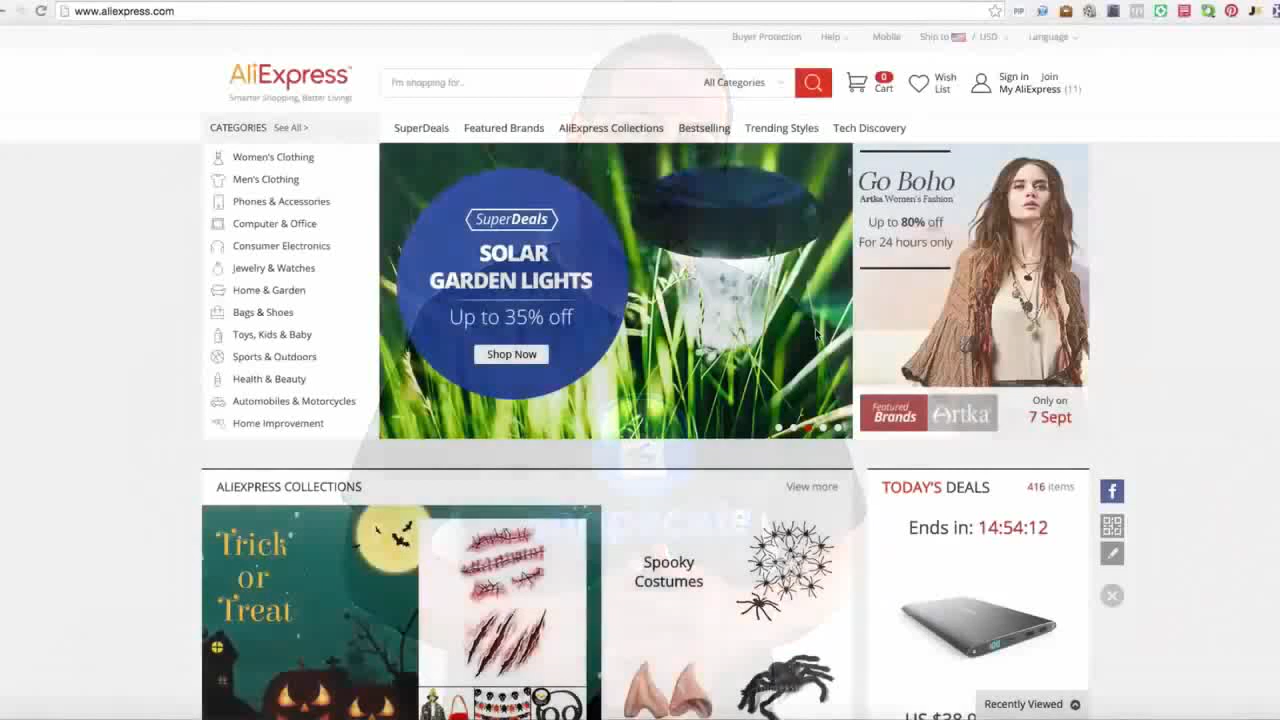 www.aliexpress.com
PIP
Buyer Protection Help Mobile Ship to / USD Language
AliExpress
Smarter Shopping, Better Living!
I'm shopping for.. All Categories
0
Cart
Wish
List
Sign in Join
My AliExpress (11)
CATEGORIES See All >
SuperDeals Featured Brands AliExpress Collections Bestselling Trending Styles Tech Discovery
Women's Clothing
Men's Clothing
Phones & Accessories
Computer & Office
Consumer Electronics
Jewelry & Watches
Home & Garden
Bags & Shoes
Toys, Kids & Baby
Sports & Outdoors
Health & Beauty
Automobiles & Motorcycles
Home Improvement
SuperDeals
SOLAR
GARDEN LIGHTS
Up to 35% off
Shop Now
Go Boho
Artka Women's Fashion
Up to 80% off
For 24 hours only
Featured
Brands
Artka
Only on
7 Sept
ALIEXPRESS COLLECTIONS View more
Trick
or
Treat
Spooky
Costumes
TODAY'S DEALS 416 items
Ends in: 14:54:12
Recently Viewed